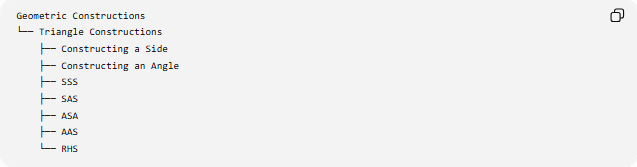 Geometric Constructions
└── Triangle Constructions
    ├── Constructing a Side
    ├── Constructing an Angle
    ├── SSS
    ├── SAS
    ├── ASA
    ├── AAS
    └── RHS